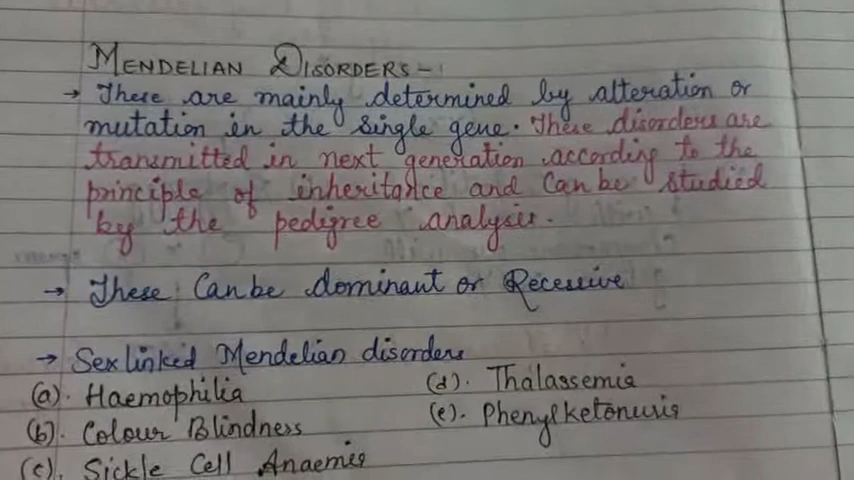 MENDELIAN DISORDERS -
→ These are mainly determined by alteration or
mutation in the single gene. These disorders are
transmitted in next generation according to the
principle of inheritance and can be studied
by the pedigree analysis.
→ These Can be dominant or Recessive
→ Sex linked Mendelian disorders
(a). Haemophilia
(b). Colour Blindness
(c). Sickle Cell Anaemia
(d). Thalassemia
(e). Phenylketonuria